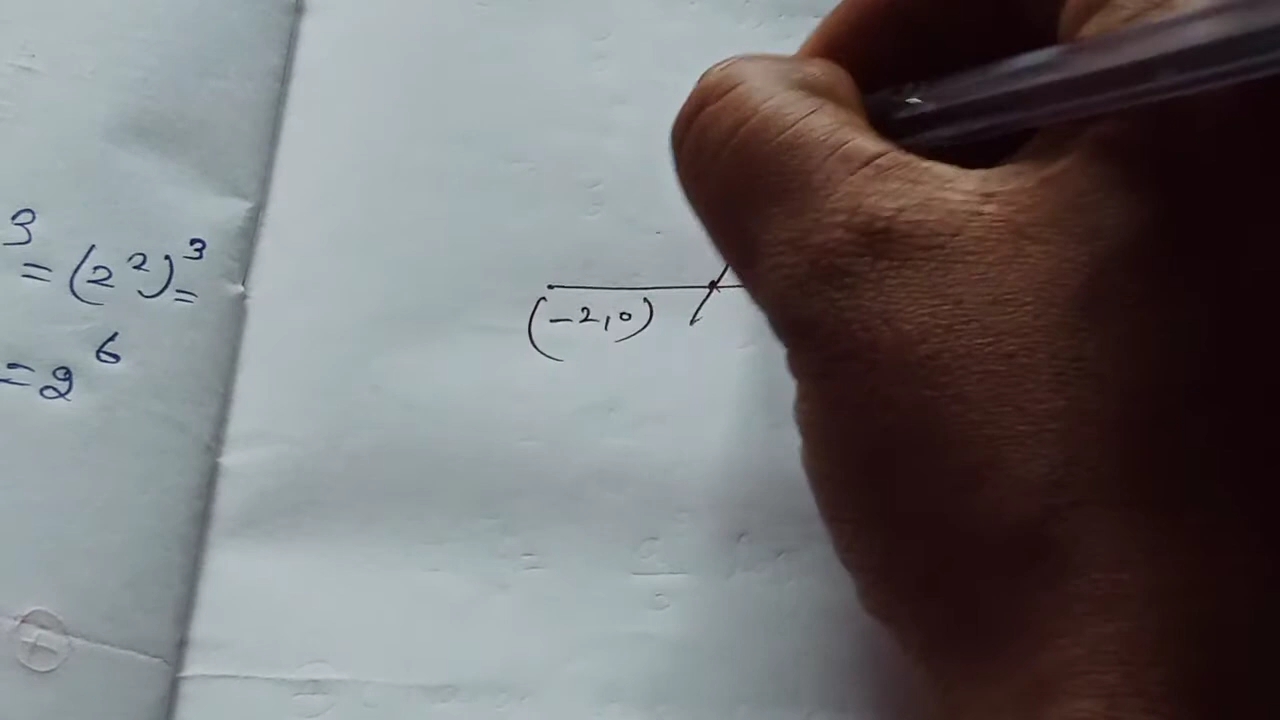 3
= (2²)³
= 2⁶
(-2,0)